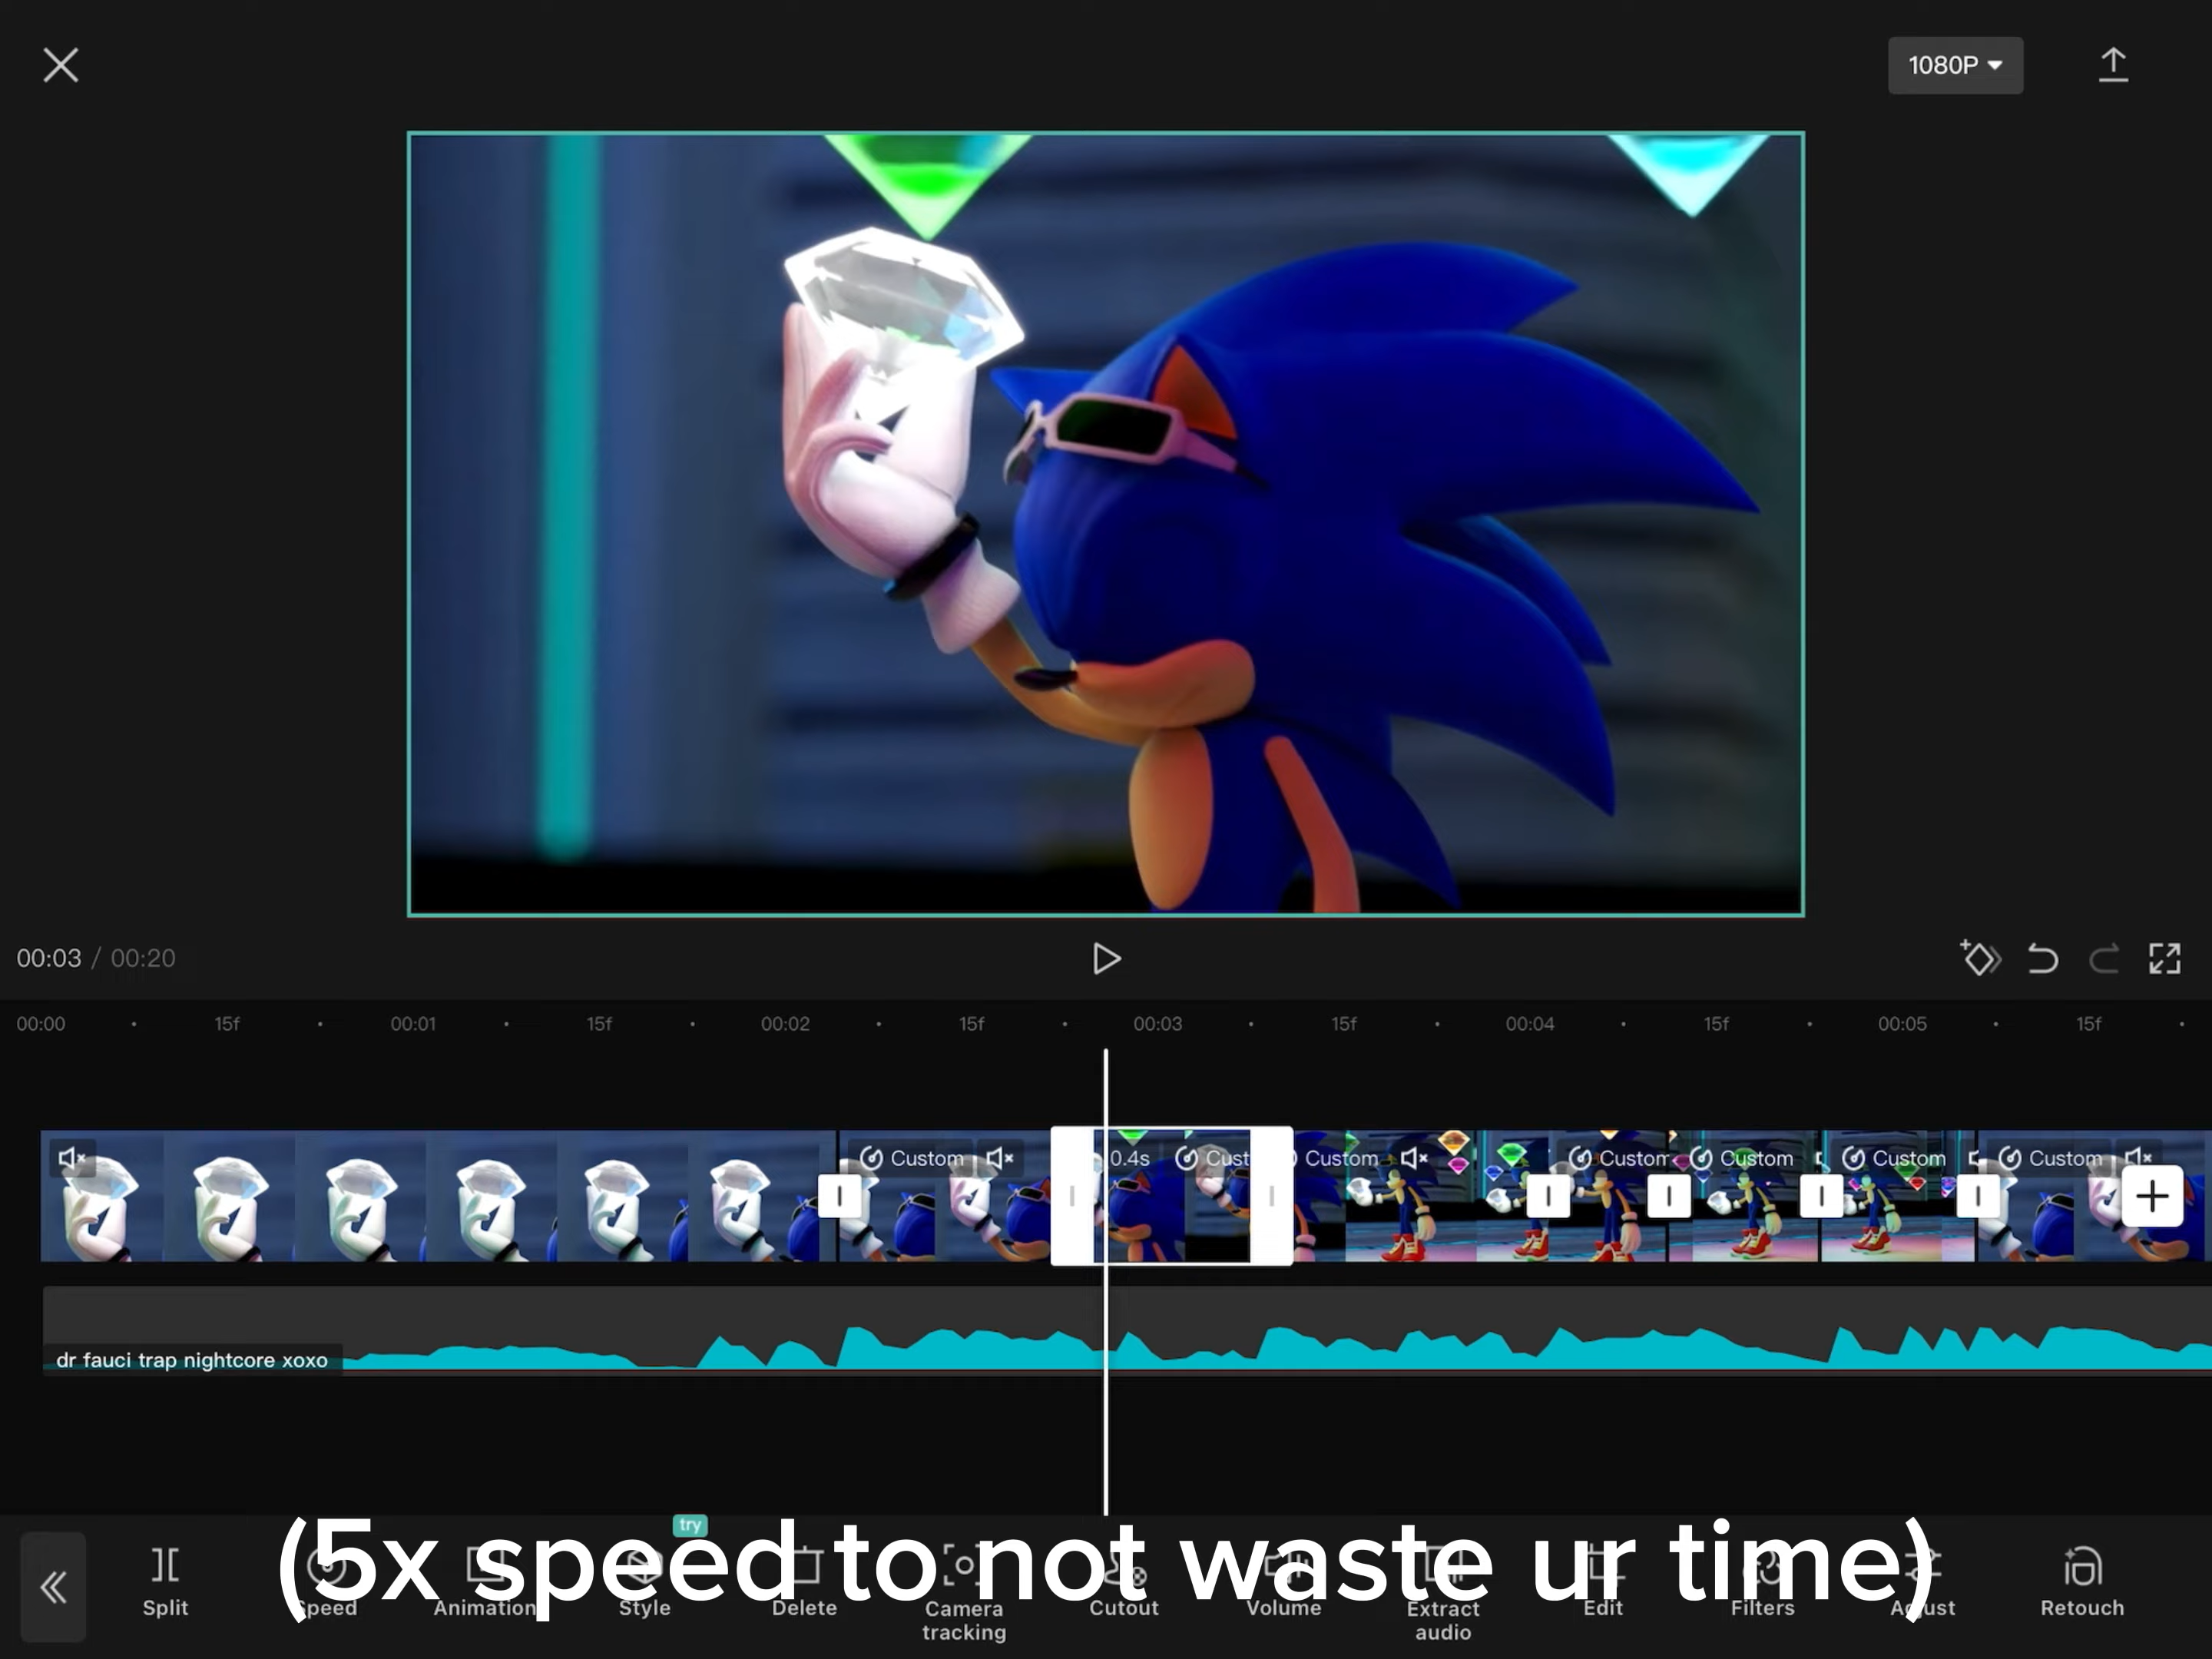 1080P
00:03 / 00:20
00:00 15f 00:01 15f 00:02 15f 00:03 15f 00:04 15f 00:05 15f
Custom 0.4s Cust Custom Custom Custom Custom Custom
dr fauci trap nightcore xoxo
try
(5x speed to not waste ur time)
Split Speed Animation Style Delete Camera tracking Cutout Volume Extract audio Edit Filters Adjust Retouch